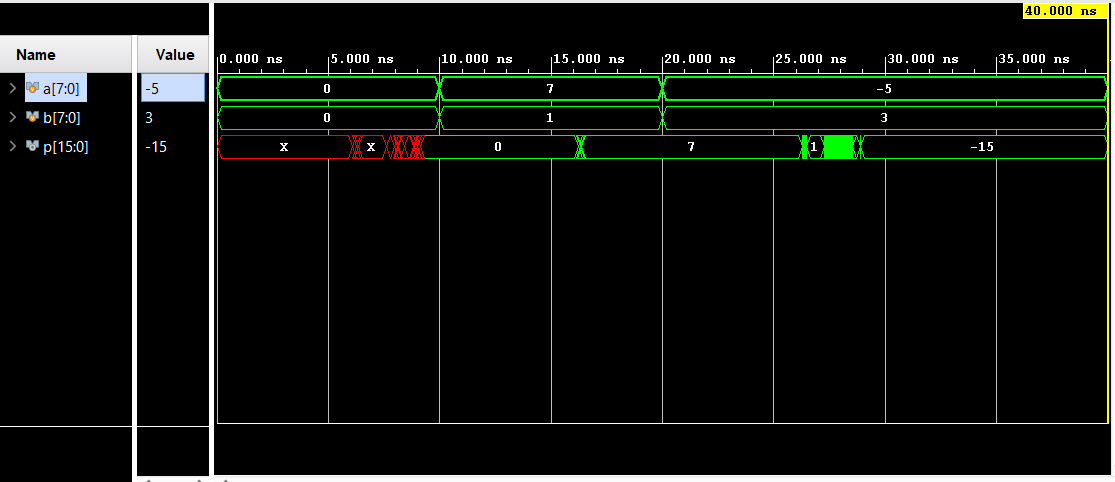 40.000 ns
Name Value
0.000 ns 5.000 ns 10.000 ns 15.000 ns 20.000 ns 25.000 ns 30.000 ns 35.000 ns
a[7:0] -5 0 7 -5
b[7:0] 3 0 1 3
p[15:0] -15 X X 0 7 1 -15